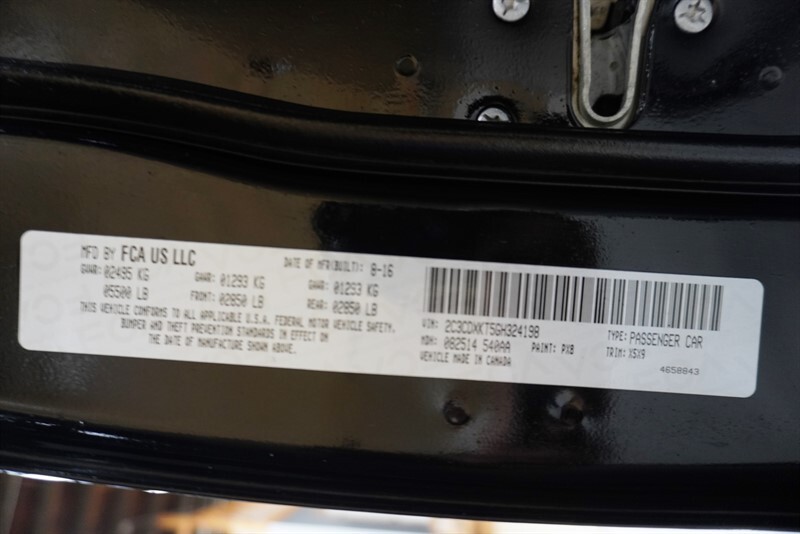 MFD BY FCA US LLC DATE OF MFR(BUILT): 8-16
GVWR: 02495 KG GAWR: 01293 KG GAWR: 01293 KG
05500 LB FRONT: 02850 LB REAR: 02850 LB
THIS VEHICLE CONFORMS TO ALL APPLICABLE U.S.A. FEDERAL MOTOR VEHICLE SAFETY,
BUMPER AND THEFT PREVENTION STANDARDS IN EFFECT ON
THE DATE OF MANUFACTURE SHOWN ABOVE.
VIN: 2C3CDXKT5GH324198 TYPE: PASSENGER CAR
MDH: 082514 540AA PAINT: PX8 TRIM: X5X9
VEHICLE MADE IN CANADA
4658843